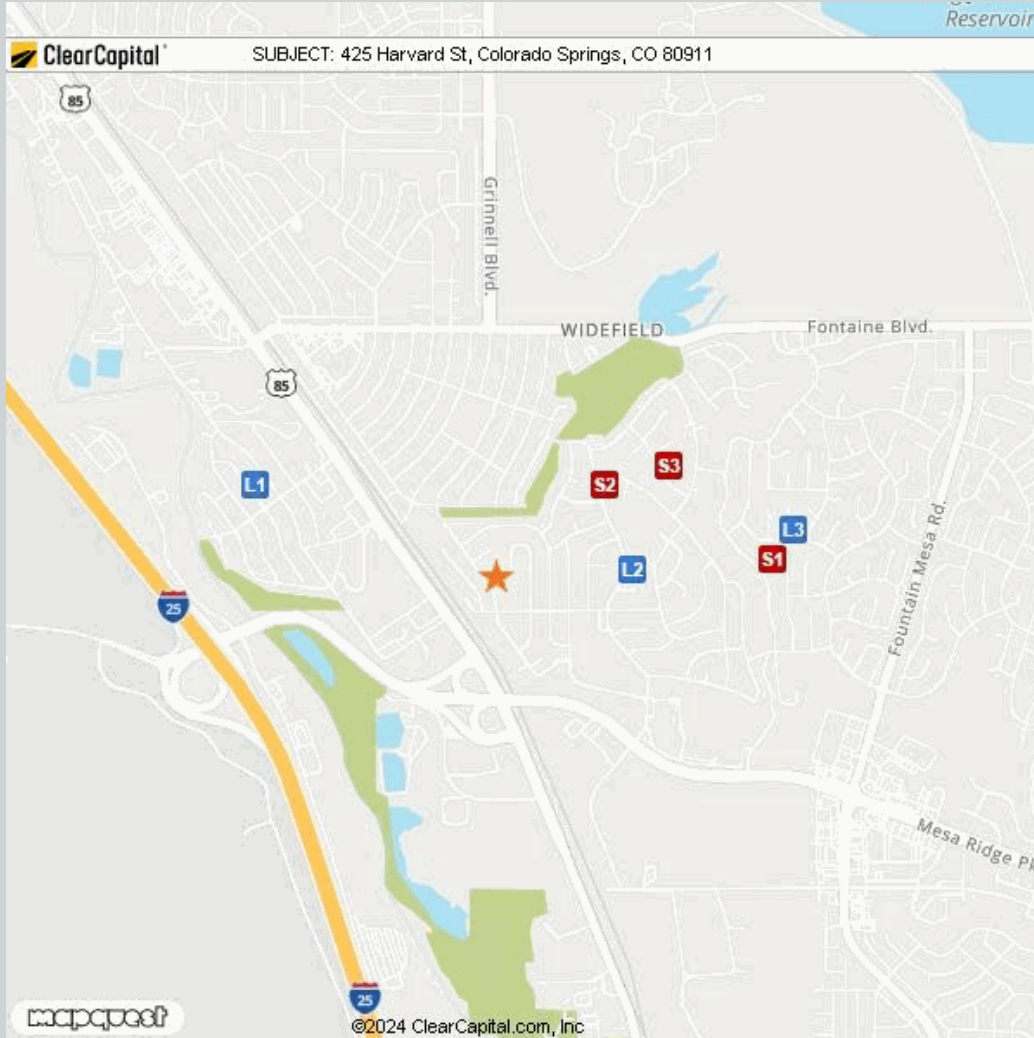 Reservoir
ClearCapital
SUBJECT: 425 Harvard St, Colorado Springs, CO 80911
85
Grinnell Blvd.
WIDEFIELD
Fontaine Blvd.
85
S3
L1
S2
L3
S1
L2
25
Fountain Mesa Rd.
Mesa Ridge
25
mapquest
©2024 ClearCapital.com, Inc